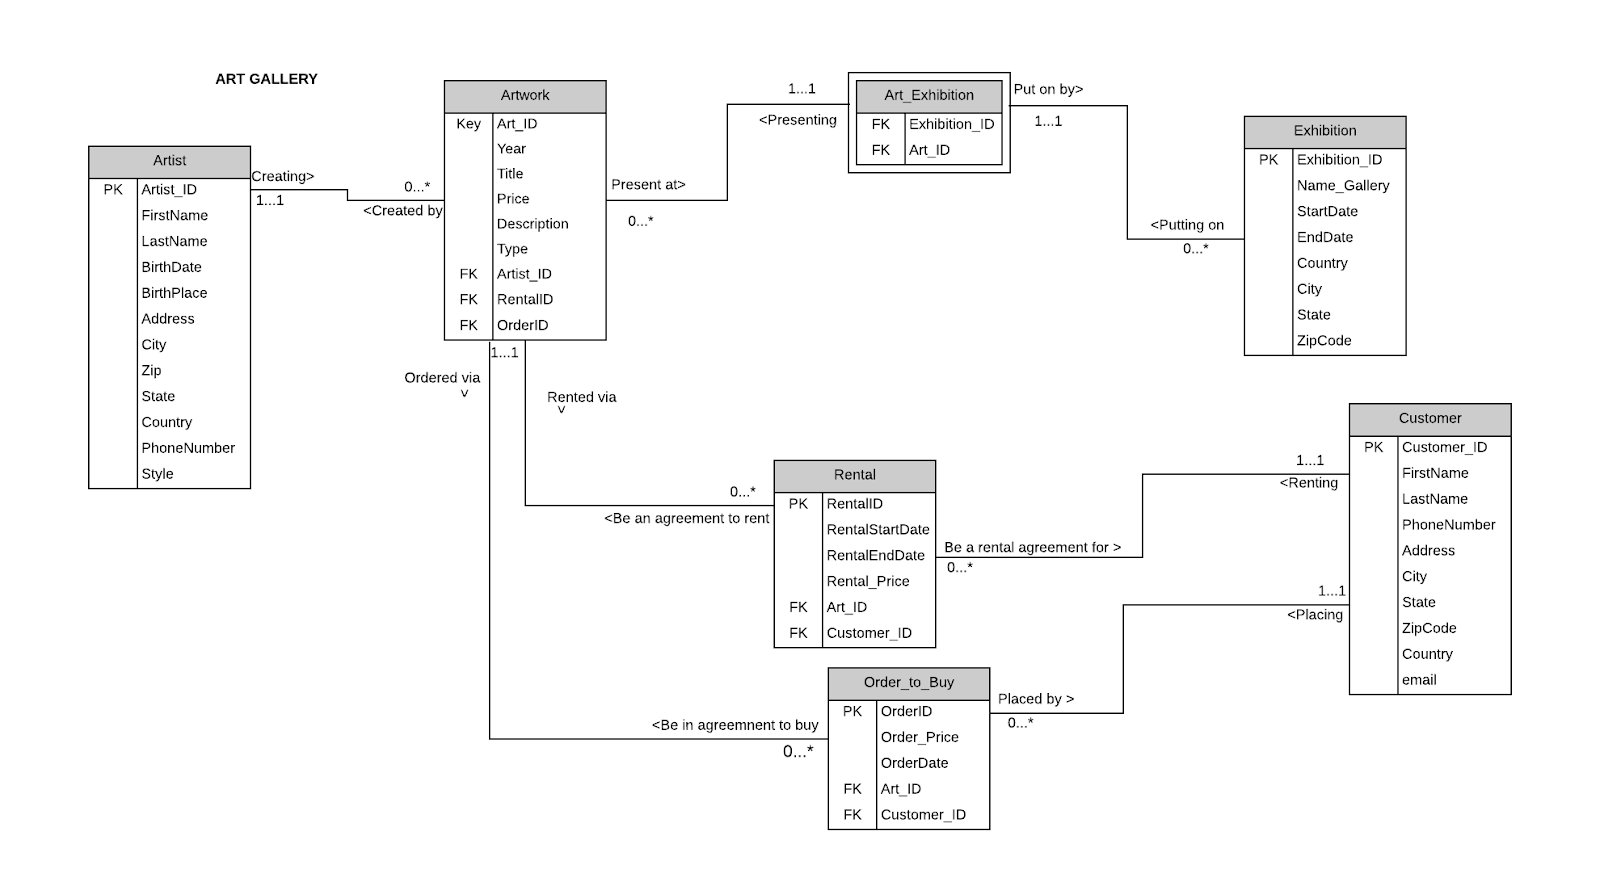 ART GALLERY
Artist
PK Artist_ID
FirstName
LastName
BirthDate
BirthPlace
Address
City
Zip
State
Country
PhoneNumber
Style
Creating>
1...1
0...*
<Created by
Artwork
Key Art_ID
Year
Title
Price
Description
Type
FK Artist_ID
FK RentalID
FK OrderID
Present at>
0...*
1...1
<Presenting
Art_Exhibition
FK Exhibition_ID
FK Art_ID
Put on by>
1...1
<Putting on
0...*
Exhibition
PK Exhibition_ID
Name_Gallery
StartDate
EndDate
Country
City
State
ZipCode
1...1
Ordered via
v
Rented via
v
0...*
<Be an agreement to rent
Rental
PK RentalID
RentalStartDate
RentalEndDate
Rental_Price
FK Art_ID
FK Customer_ID
Be a rental agreement for >
0...*
1...1
<Renting
Customer
PK Customer_ID
FirstName
LastName
PhoneNumber
Address
City
State
ZipCode
Country
email
1...1
<Placing
<Be in agreemnent to buy
0...*
Order_to_Buy
PK OrderID
Order_Price
OrderDate
FK Art_ID
FK Customer_ID
Placed by >
0...*